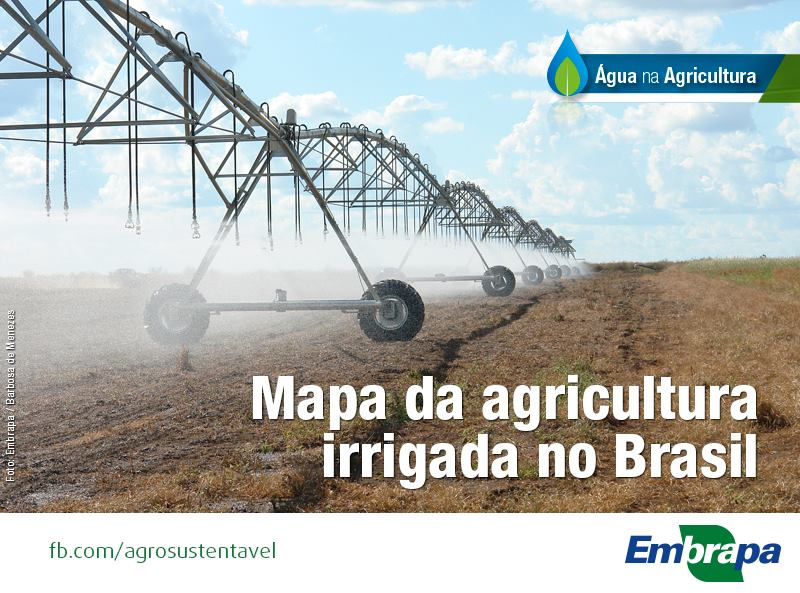 Água na Agricultura
Foto: Embrapa / Barbosa de Menezes
Mapa da agricultura
irrigada no Brasil
fb.com/agrosustentavel
Embrapa